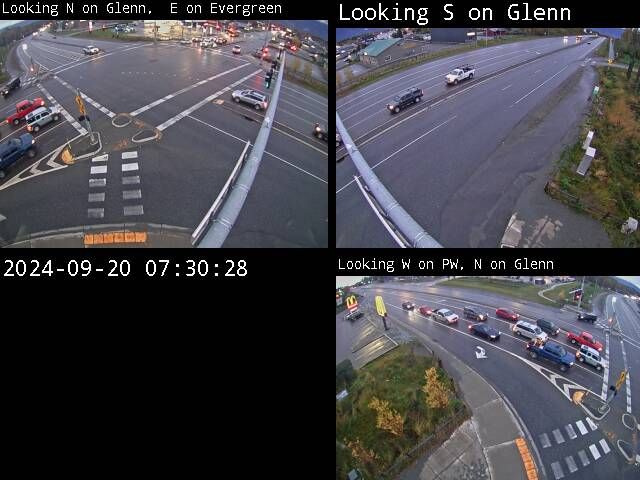 Looking N on Glenn,  E on Evergreen
Looking S on Glenn
2024-09-20 07:30:28
Looking W on PW, N on Glenn